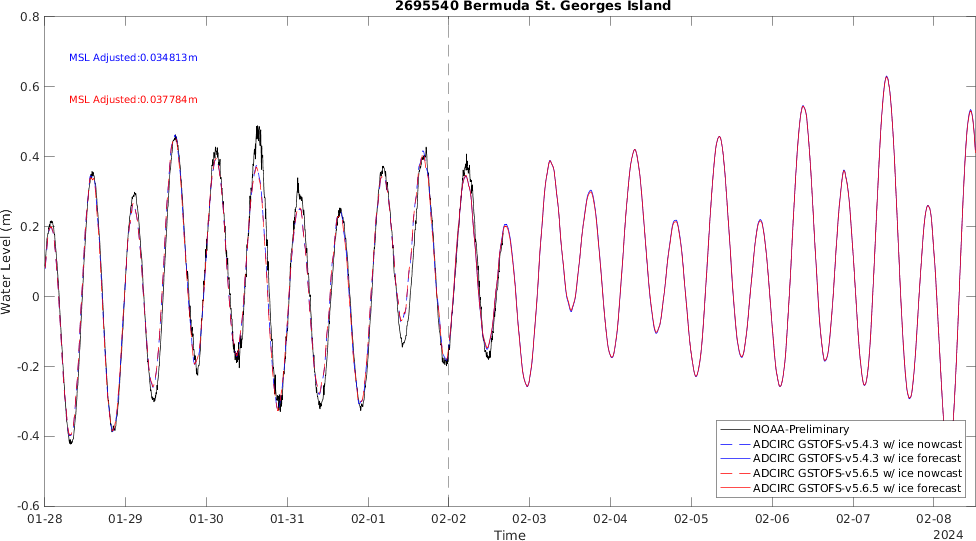 2695540 Bermuda St. Georges Island
0.8
MSL Adjusted:0.034813m
0.6
MSL Adjusted:0.037784m
0.4
0.2
Water Level (m)
0
-0.2
-0.4
-0.6
NOAA-Preliminary
ADCIRC GSTOFS-v5.4.3 w/ ice nowcast
ADCIRC GSTOFS-v5.4.3 w/ ice forecast
ADCIRC GSTOFS-v5.6.5 w/ ice nowcast
ADCIRC GSTOFS-v5.6.5 w/ ice forecast
01-28 01-29 01-30 01-31 02-01 02-02 02-03 02-04 02-05 02-06 02-07 02-08
Time
2024